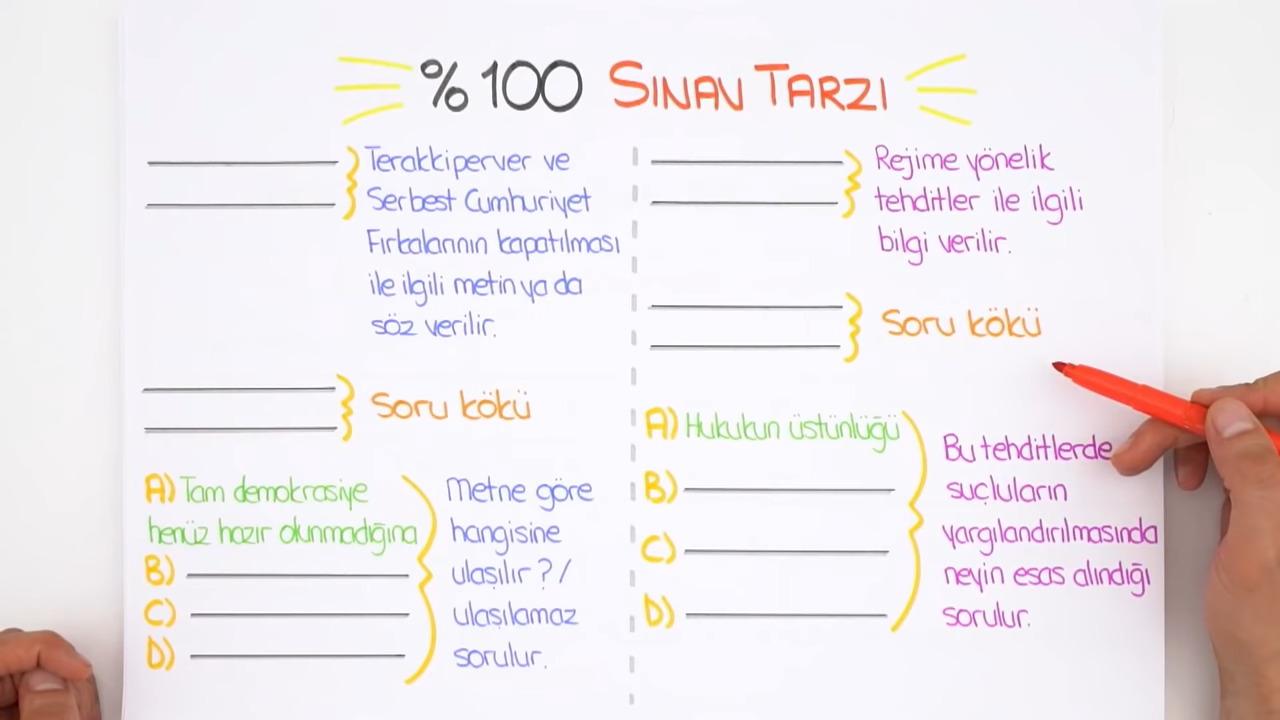 %100 SINAV TARZI
Terakkiperver ve
Serbest Cumhuriyet
Fırkalarının kapatılması
ile ilgili metin ya da
söz verilir.
Soru kökü
A) Tam demokrasiye
henüz hazır olunmadığına
B)
C)
D)
Metne göre
hangisine
ulaşılır ? /
ulaşılamaz
sorulur.
Rejime yönelik
tehditler ile ilgili
bilgi verilir.
Soru kökü
A) Hukukun üstünlüğü
B)
C)
D)
Bu tehditlerde
suçluların
yargılandırılmasında
neyin esas alındığı
sorulur.